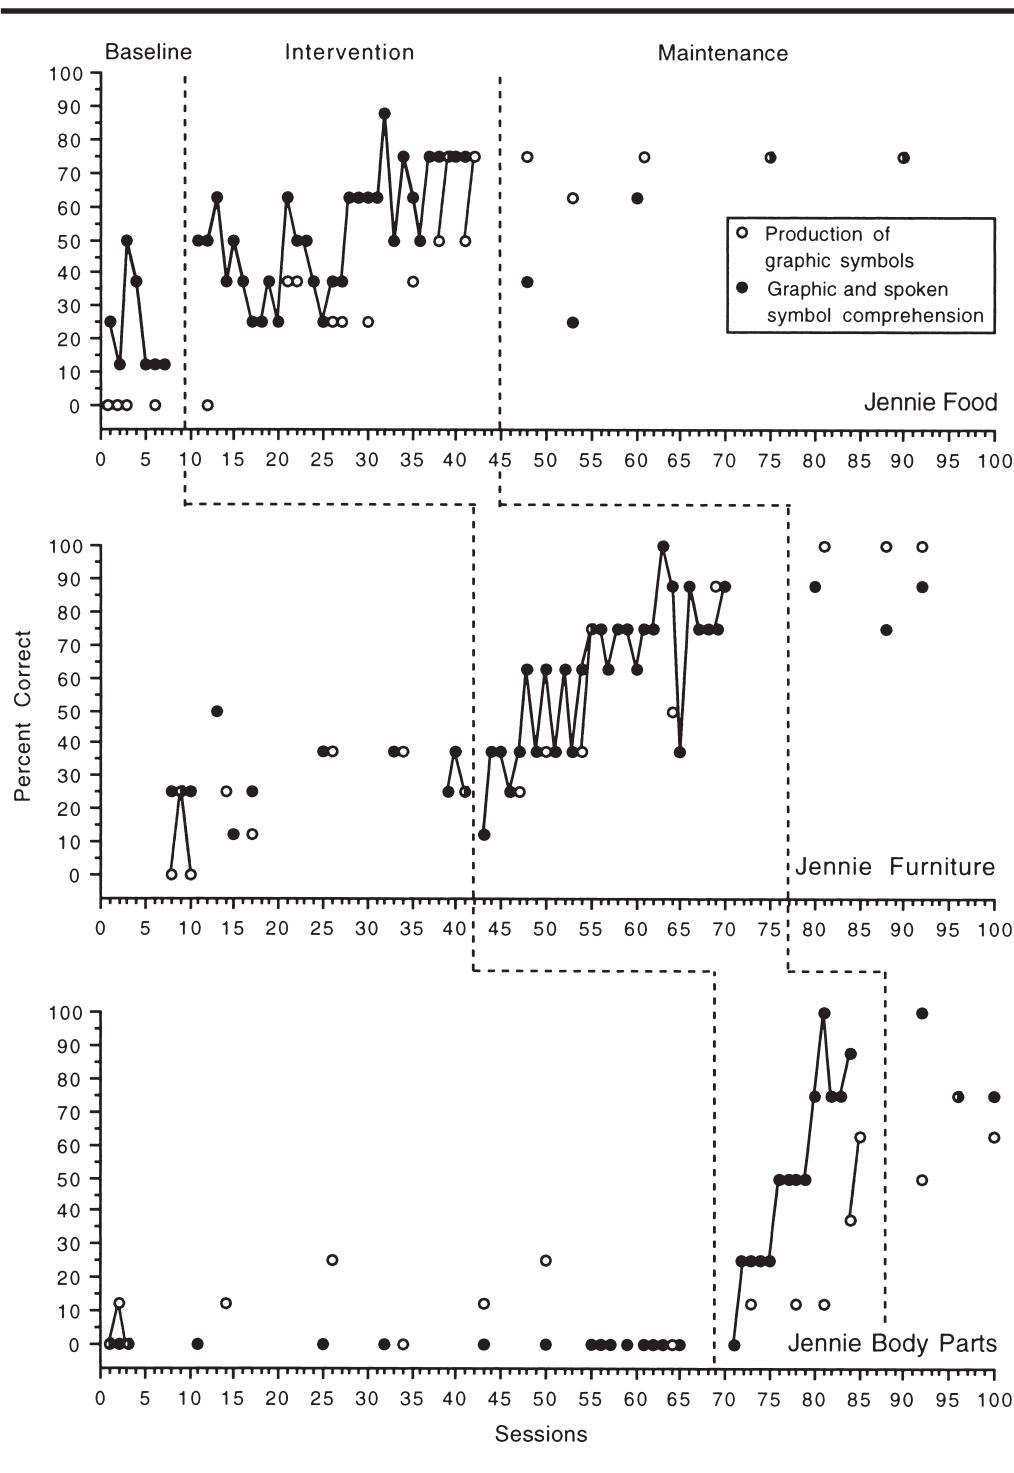 Baseline Intervention Maintenance
100
90
80
70
60
50
40
30
20
10
0
Production of
graphic symbols
Graphic and spoken
symbol comprehension
Jennie Food
0 5 10 15 20 25 30 35 40 45 50 55 60 65 70 75 80 85 90 95 100
Percent Correct
100
90
80
70
60
50
40
30
20
10
0
Jennie Furniture
0 5 10 15 20 25 30 35 40 45 50 55 60 65 70 75 80 85 90 95 100
100
90
80
70
60
50
40
30
20
10
0
Jennie Body Parts
0 5 10 15 20 25 30 35 40 45 50 55 60 65 70 75 80 85 90 95 100
Sessions